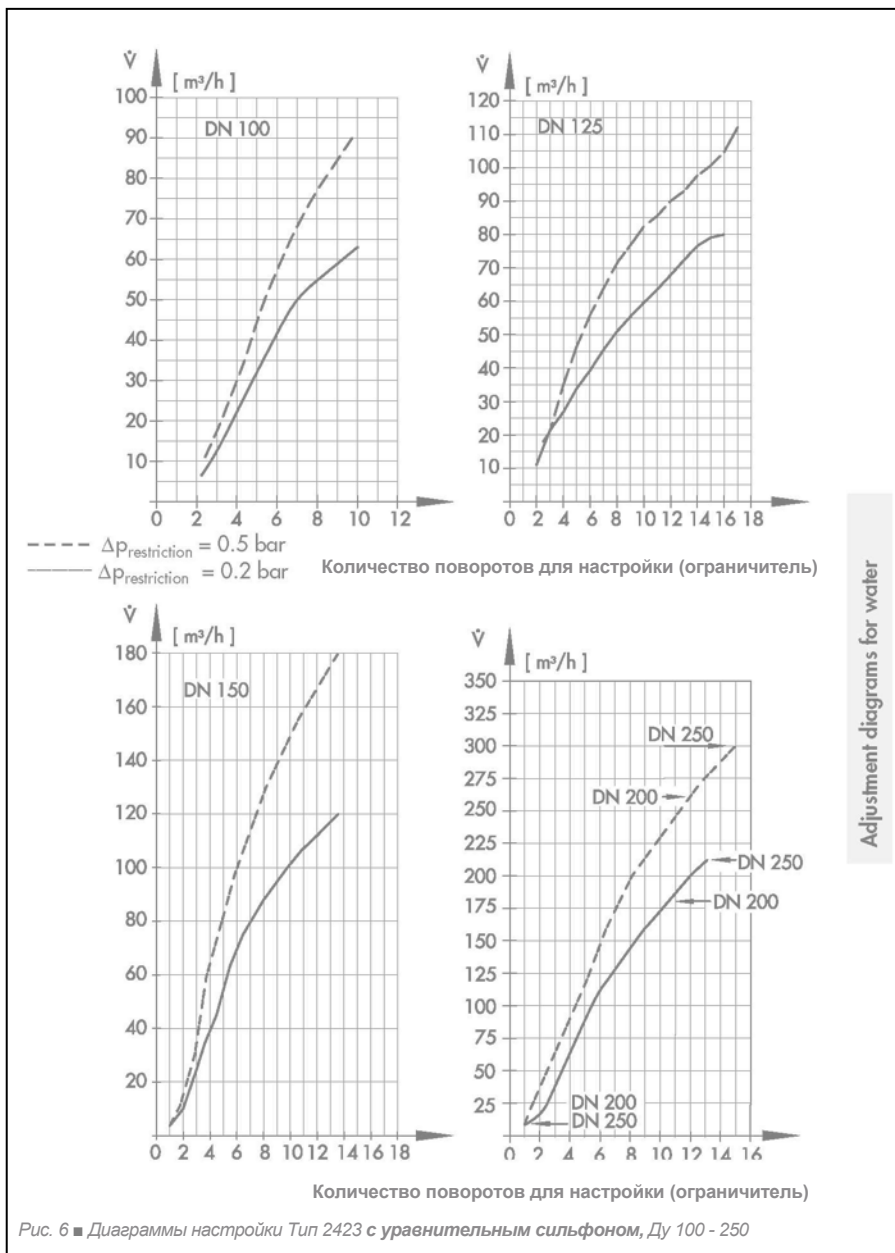 V̇
[ m³/h ]
DN 100
100
90
80
70
60
50
40
30
20
10
0 2 4 6 8 10 12
V̇
[ m³/h ]
DN 125
120
110
100
90
80
70
60
50
40
30
20
10
0 2 4 6 8 10 12 14 16 18
Δprestriction = 0.5 bar
Δprestriction = 0.2 bar
Количество поворотов для настройки (ограничитель)
V̇
[ m³/h ]
DN 150
180
160
140
120
100
80
60
40
20
0 2 4 6 8 10 12 14 16 18
V̇
[ m³/h ]
350
325
300
275
250
225
200
175
150
125
100
75
50
25
DN 250
DN 200
DN 250
DN 200
DN 200
DN 250
0 2 4 6 8 10 12 14 16
Количество поворотов для настройки (ограничитель)
Adjustment diagrams for water
Рис. 6 ■ Диаграммы настройки Тип 2423 с уравнительным сильфоном, Ду 100 - 250